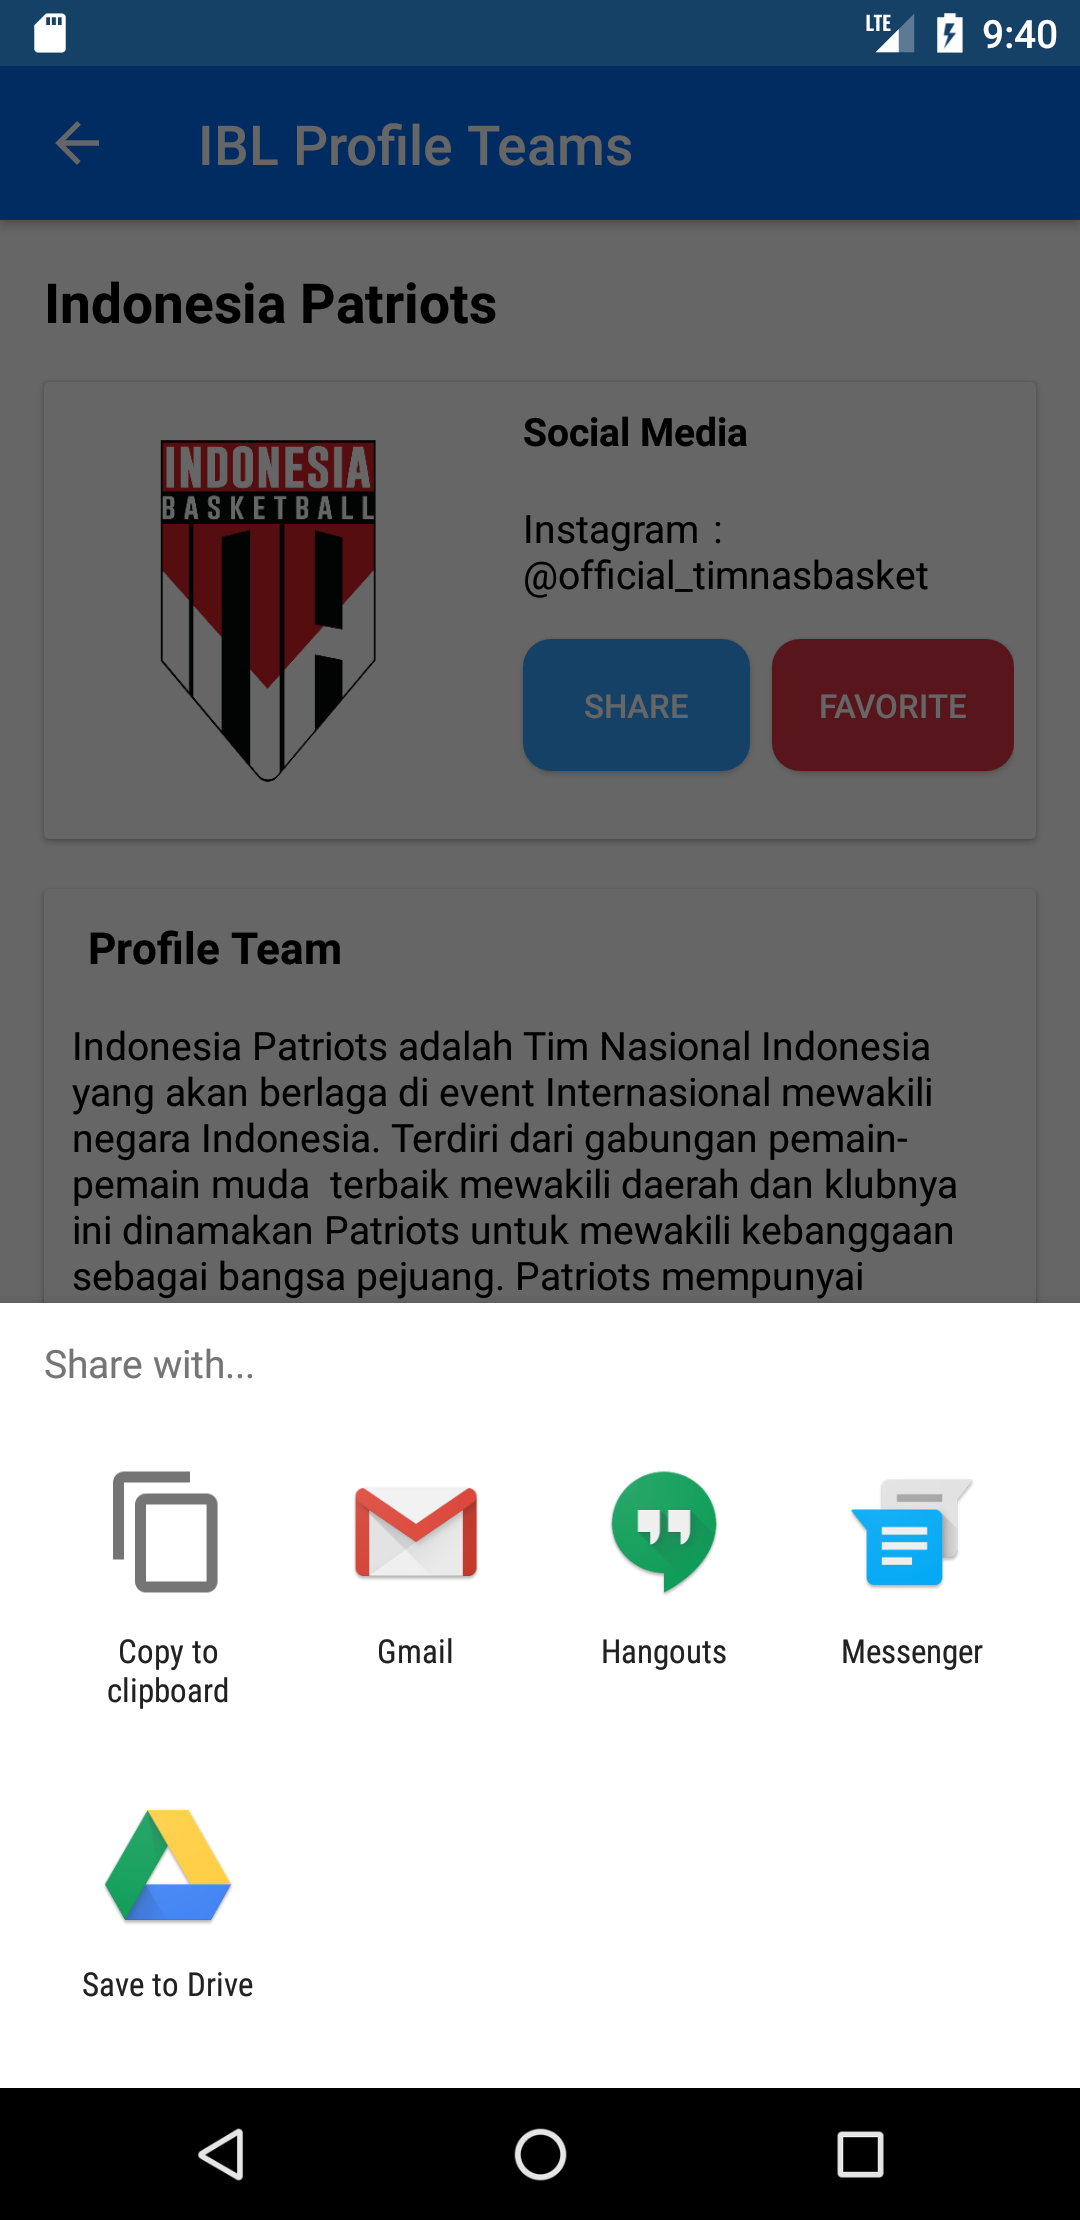 LTE 9:40
IBL Profile Teams
Indonesia Patriots
INDONESIA
BASKETBALL
Social Media
Instagram :
@official_timnasbasket
SHARE FAVORITE
Profile Team
Indonesia Patriots adalah Tim Nasional Indonesia
yang akan berlaga di event Internasional mewakili
negara Indonesia. Terdiri dari gabungan pemain-
pemain muda  terbaik mewakili daerah dan klubnya
ini dinamakan Patriots untuk mewakili kebanggaan
sebagai bangsa pejuang. Patriots mempunyai
Share with...
Copy to
clipboard
Gmail
Hangouts
Messenger
Save to Drive